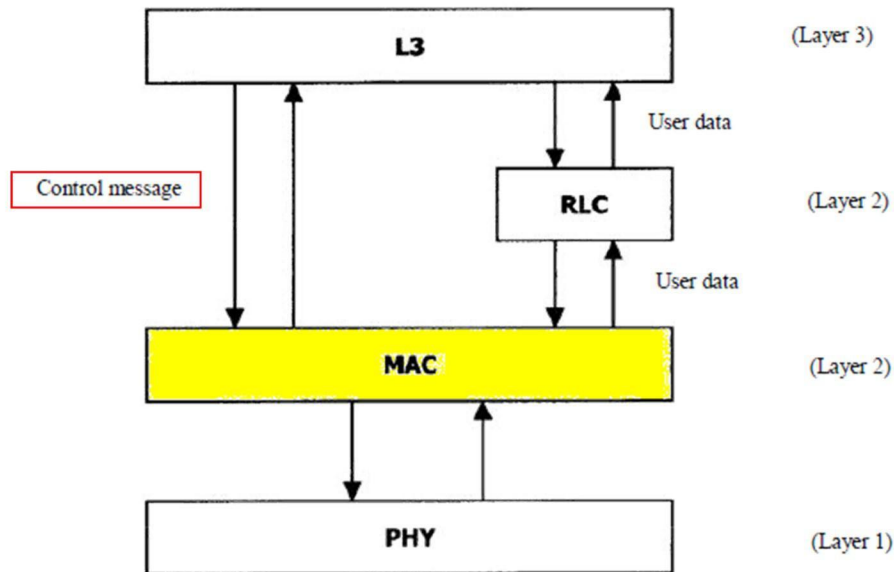 L3
(Layer 3)
User data
Control message
RLC
(Layer 2)
User data
MAC
(Layer 2)
PHY
(Layer 1)